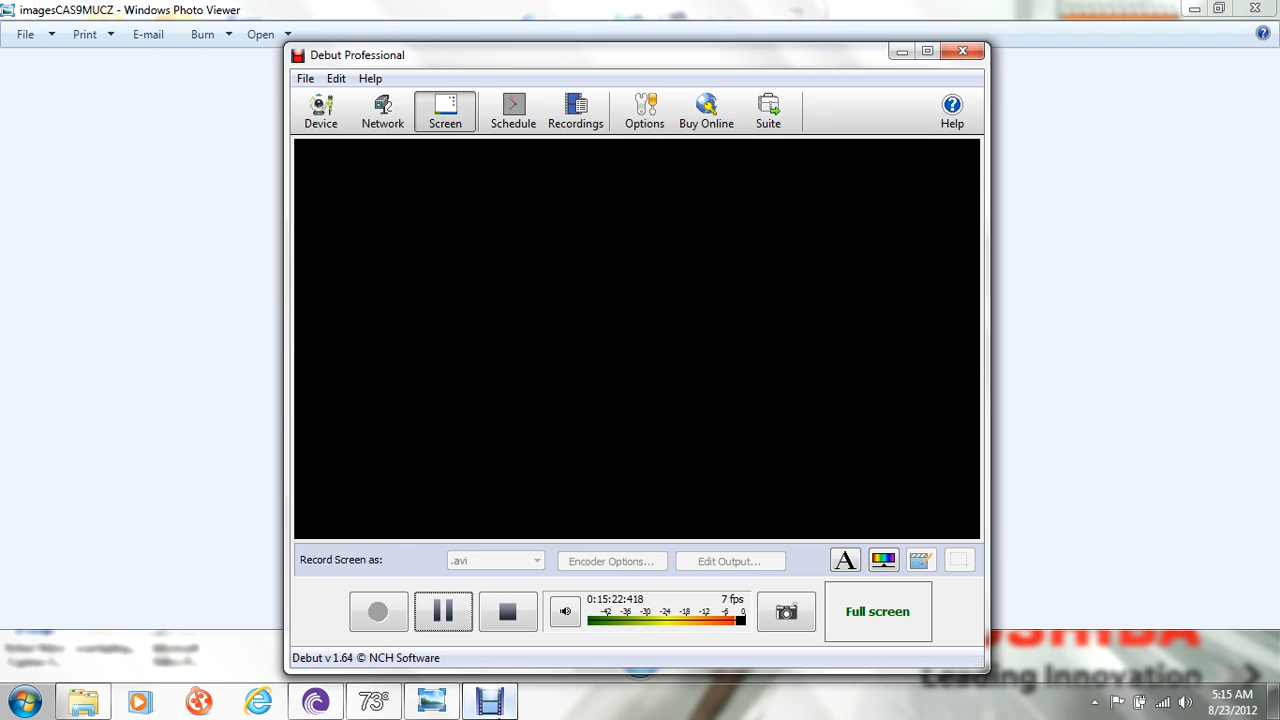 imagesCAS9MUCZ - Windows Photo Viewer
File Print E-mail Burn Open
Debut Professional
File Edit Help
Device Network Screen Schedule Recordings Options Buy Online Suite Help
Record Screen as: .avi Encoder Options... Edit Output...
0:15:22:418 7 fps
-42 -36 -30 -24 -18 -12 -6 0
Full screen
Debut v 1.64 © NCH Software
Leading Innovation
73°
5:15 AM
8/23/2012